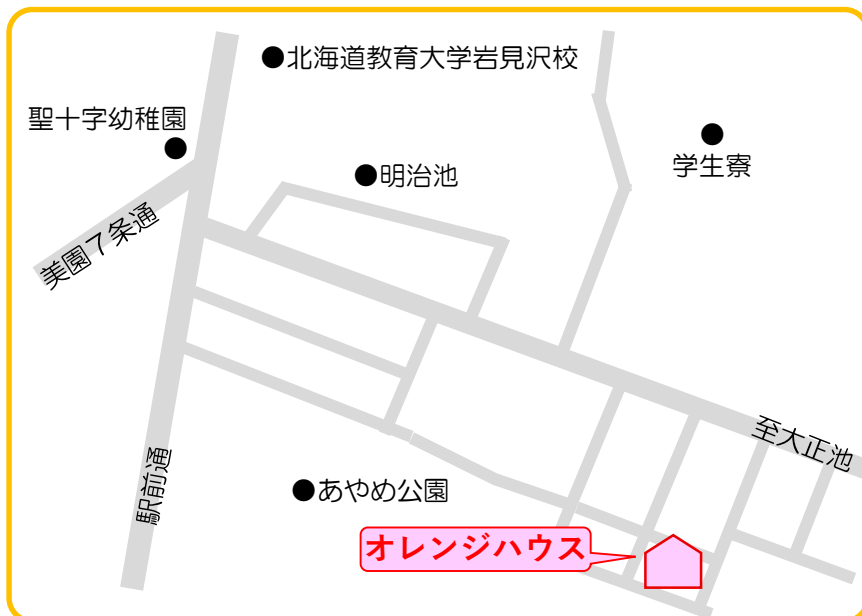 ●北海道教育大学岩見沢校
聖十字幼稚園
●明治池
学生寮
美園7条通
至大正池
駅前通
●あやめ公園
オレンジハウス